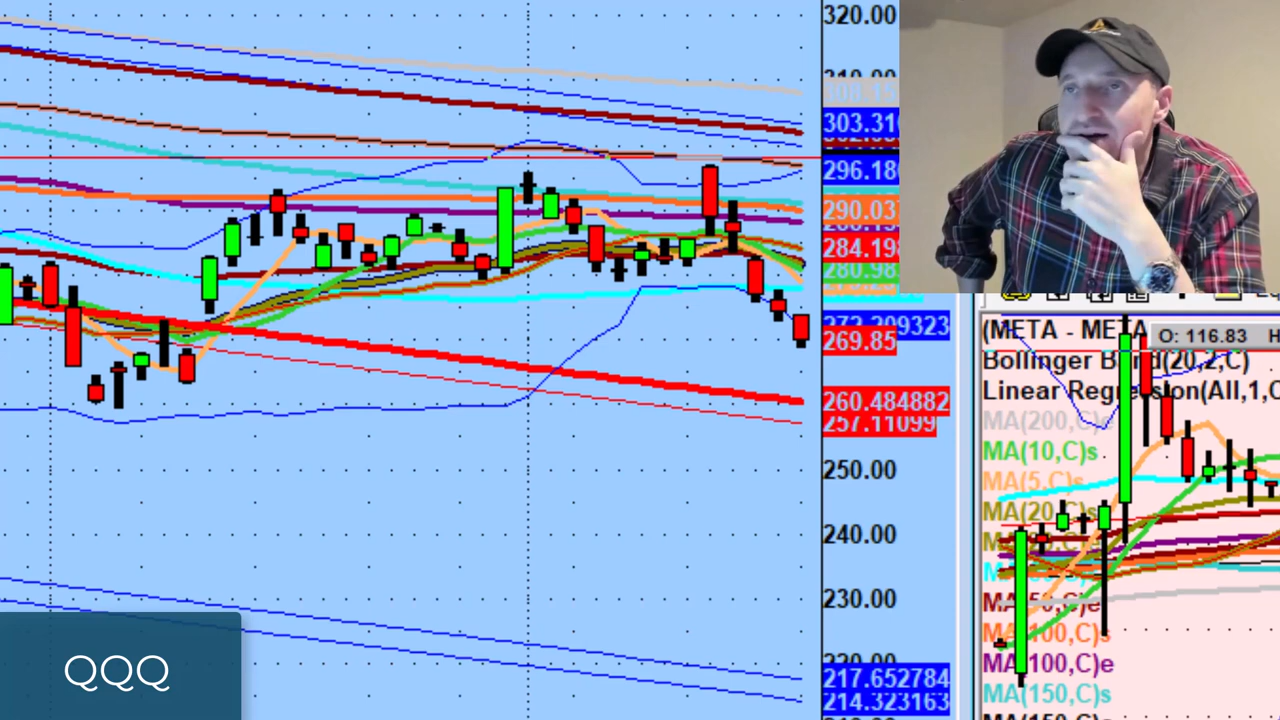 320.00
303.31
296.18
290.03
284.19
280.98
269.85
260.484882
257.11099
250.00
240.00
230.00
217.652784
214.323163
QQQ
(META - META
O: 116.83 H
Bollinger Band(20,2,C)
Linear Regression(All,1,C
MA(200,C)e
MA(10,C)s
MA(5,C)s
MA(20,C)s
MA(50,C)e
MA(100,C)s
MA(100,C)e
MA(150,C)s